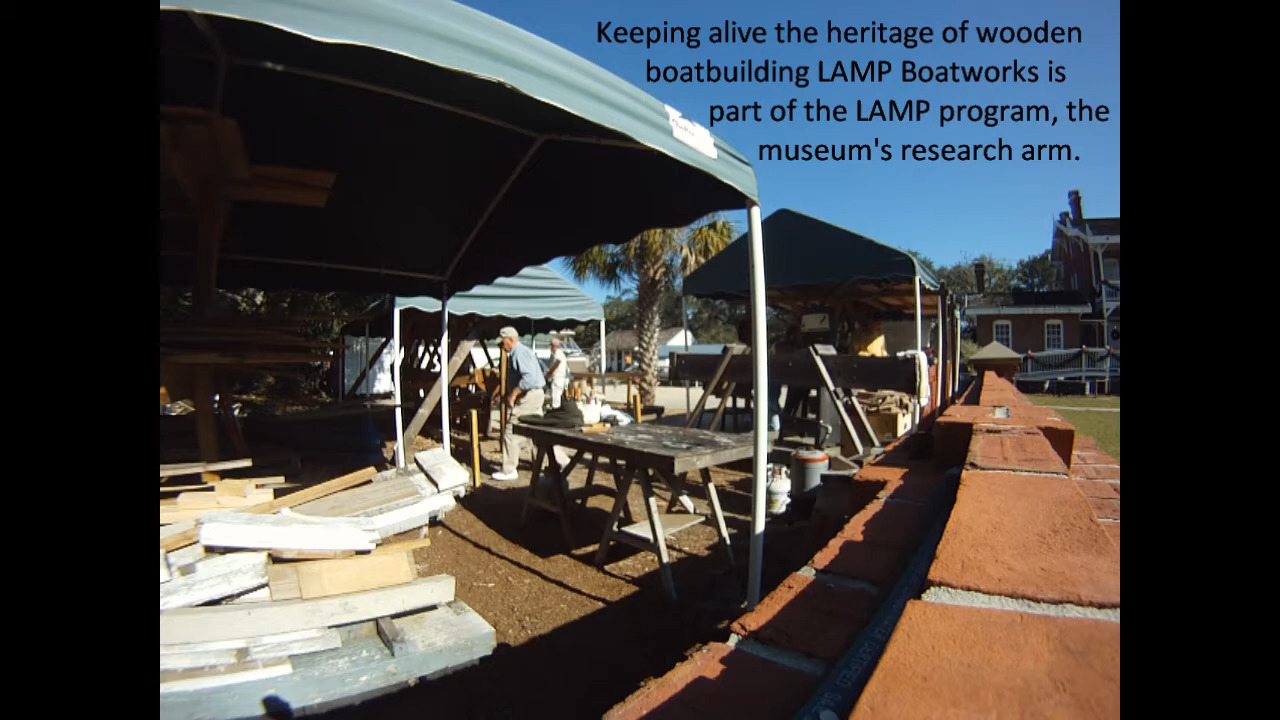 Keeping alive the heritage of wooden
boatbuilding LAMP Boatworks is
part of the LAMP program, the
museum's research arm.